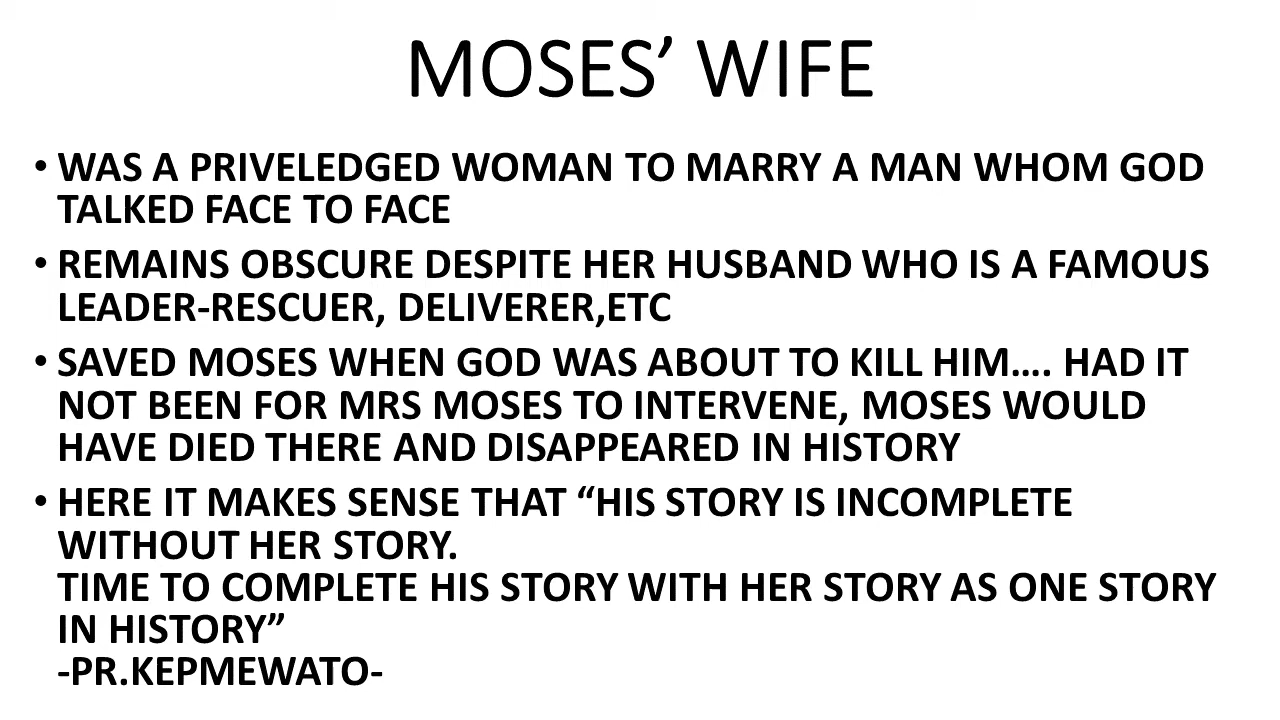 MOSES’ WIFE
• WAS A PRIVELEDGED WOMAN TO MARRY A MAN WHOM GOD
TALKED FACE TO FACE
• REMAINS OBSCURE DESPITE HER HUSBAND WHO IS A FAMOUS
LEADER-RESCUER, DELIVERER,ETC
• SAVED MOSES WHEN GOD WAS ABOUT TO KILL HIM…. HAD IT
NOT BEEN FOR MRS MOSES TO INTERVENE, MOSES WOULD
HAVE DIED THERE AND DISAPPEARED IN HISTORY
• HERE IT MAKES SENSE THAT “HIS STORY IS INCOMPLETE
WITHOUT HER STORY.
TIME TO COMPLETE HIS STORY WITH HER STORY AS ONE STORY
IN HISTORY”
-PR.KEPMEWATO-